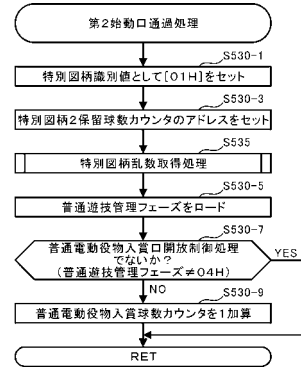 第2始動口通過処理
S530-1
特別図柄識別値として[01H]をセット
S530-3
特別図柄2保留球数カウンタのアドレスをセット
S535
特別図柄乱数取得処理
S530-5
普通遊技管理フェーズをロード
S530-7
普通電動役物入賞口開放制御処理
でないか?
(普通遊技管理フェーズ≠04H)
YES
NO
S530-9
普通電動役物入賞球数カウンタを1加算
RET